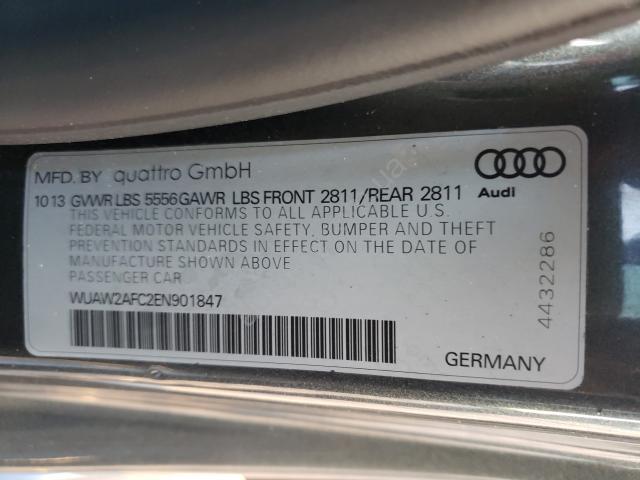 MFD. BY quattro GmbH
1013 GVWR LBS 5556GAWR LBS FRONT 2811/REAR 2811
Audi
THIS VEHICLE CONFORMS TO ALL APPLICABLE U.S.
FEDERAL MOTOR VEHICLE SAFETY, BUMPER AND THEFT
PREVENTION STANDARDS IN EFFECT ON THE DATE OF
MANUFACTURE SHOWN ABOVE
PASSENGER CAR
WUAW2AFC2EN901847
4432286
GERMANY